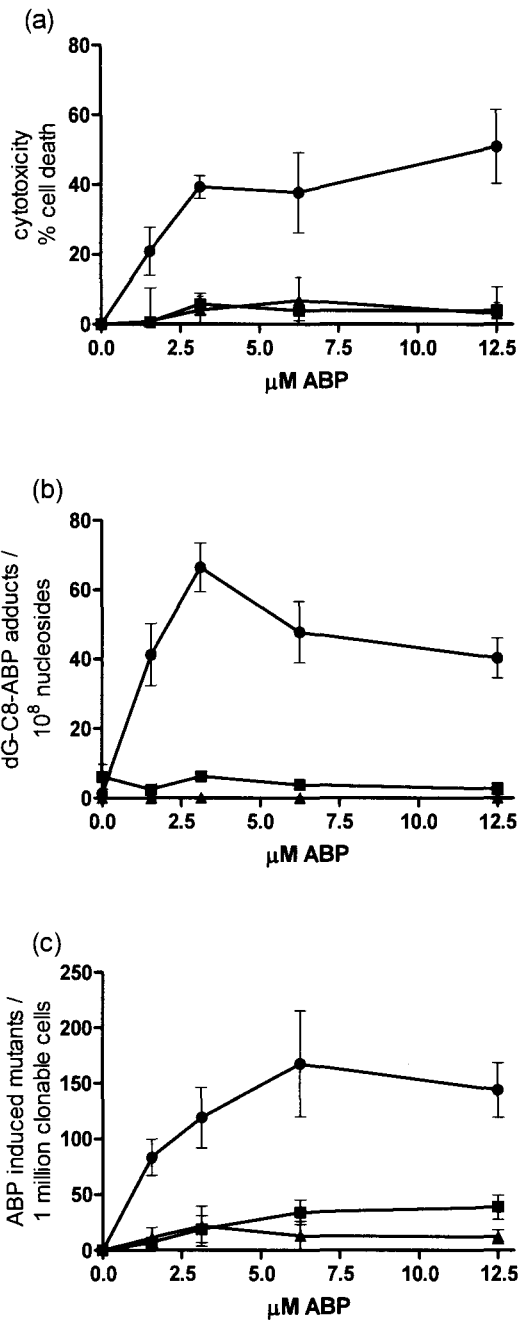 (a)
cytotoxicity
% cell death
80
60
40
20
0
0.0 2.5 5.0 7.5 10.0 12.5
μM ABP
(b)
dG-C8-ABP adducts /
10⁸ nucleosides
80
60
40
20
0
0.0 2.5 5.0 7.5 10.0 12.5
μM ABP
(c)
ABP induced mutants /
1 million clonable cells
250
200
150
100
50
0
0.0 2.5 5.0 7.5 10.0 12.5
μM ABP